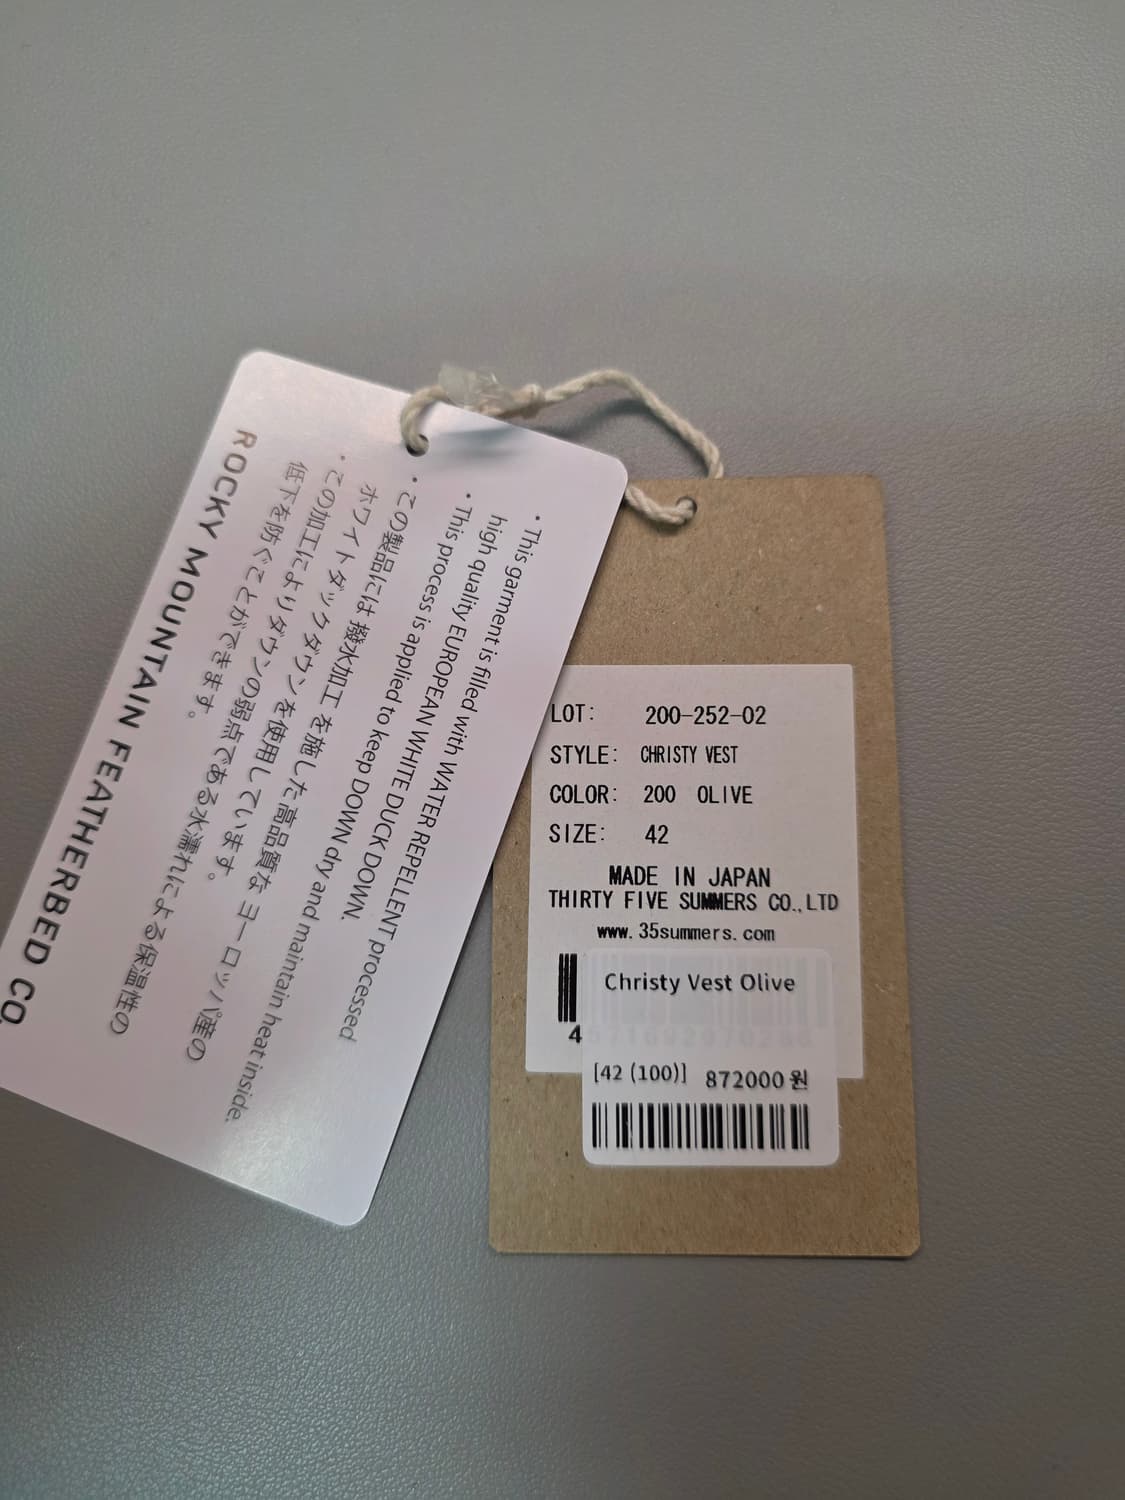 • This garment is filled with WATER REPELLENT processed
high quality EUROPEAN WHITE DUCK DOWN.
• This process is applied to keep DOWN dry and maintain heat inside.
• この製品には 撥水加工 を施した高品質な ヨーロッパ産の
ホワイトダックダウン を使用しています。
• この加工によりダウンの弱点である水濡れによる保温性の
低下を防ぐことができます。
ROCKY MOUNTAIN FEATHERBED CO.
LOT: 200-252-02
STYLE: CHRISTY VEST
COLOR: 200 OLIVE
SIZE: 42
MADE IN JAPAN
THIRTY FIVE SUMMERS CO.,LTD
www.35summers.com
Christy Vest Olive
4
[42 (100)] 872000원